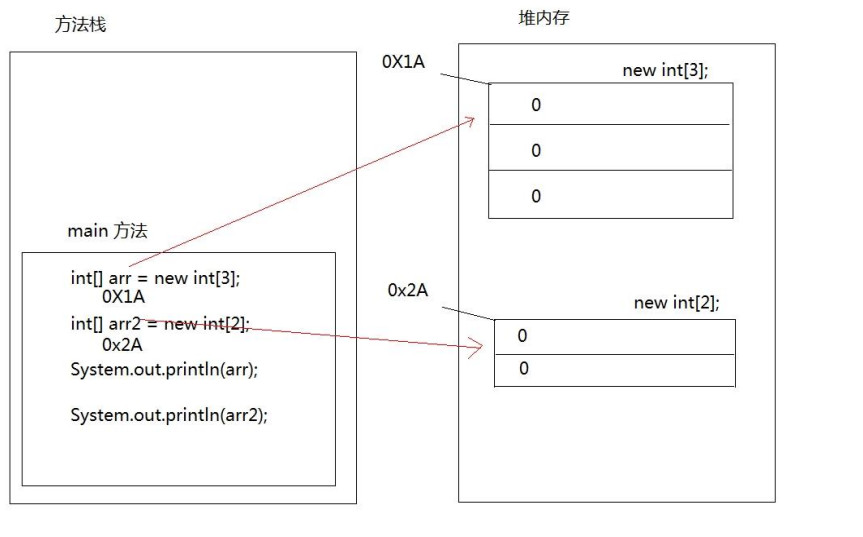 方法栈
堆内存
0X1A
new int[3];
0
0
0
main 方法
int[] arr = new int[3];
0X1A
int[] arr2 = new int[2];
0x2A
System.out.println(arr);
System.out.println(arr2);
0x2A
new int[2];
0
0